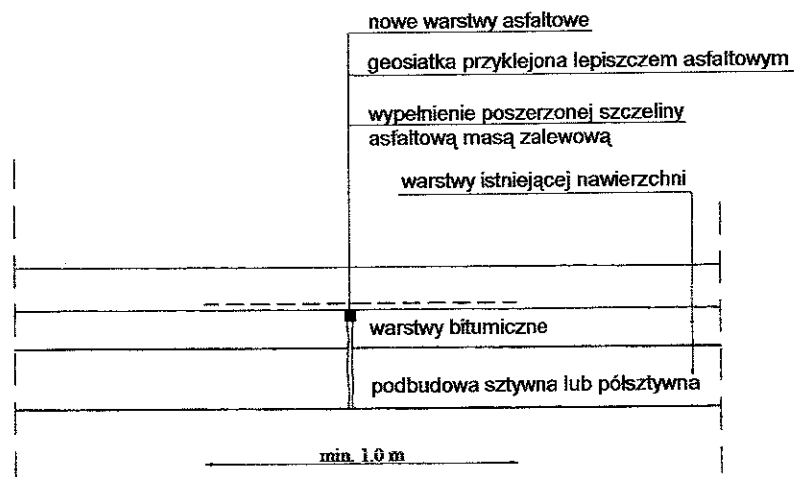 nowe warstwy asfaltowe
geosiatka przyklejona lepiszczem asfaltowym
wypełnienie poszerzonej szczeliny
asfaltową masą zalewową
warstwy istniejącej nawierzchni
warstwy bitumiczne
podbudowa sztywna lub półsztywna
min. 1.0 m